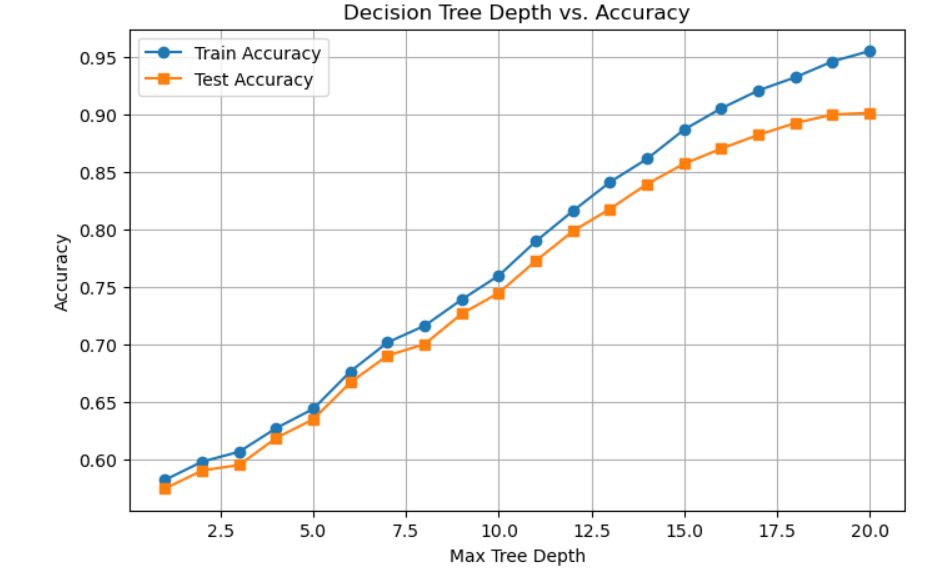 Decision Tree Depth vs. Accuracy
Train Accuracy
Test Accuracy
0.95
0.90
0.85
0.80
0.75
0.70
0.65
0.60
Accuracy
2.5 5.0 7.5 10.0 12.5 15.0 17.5 20.0
Max Tree Depth